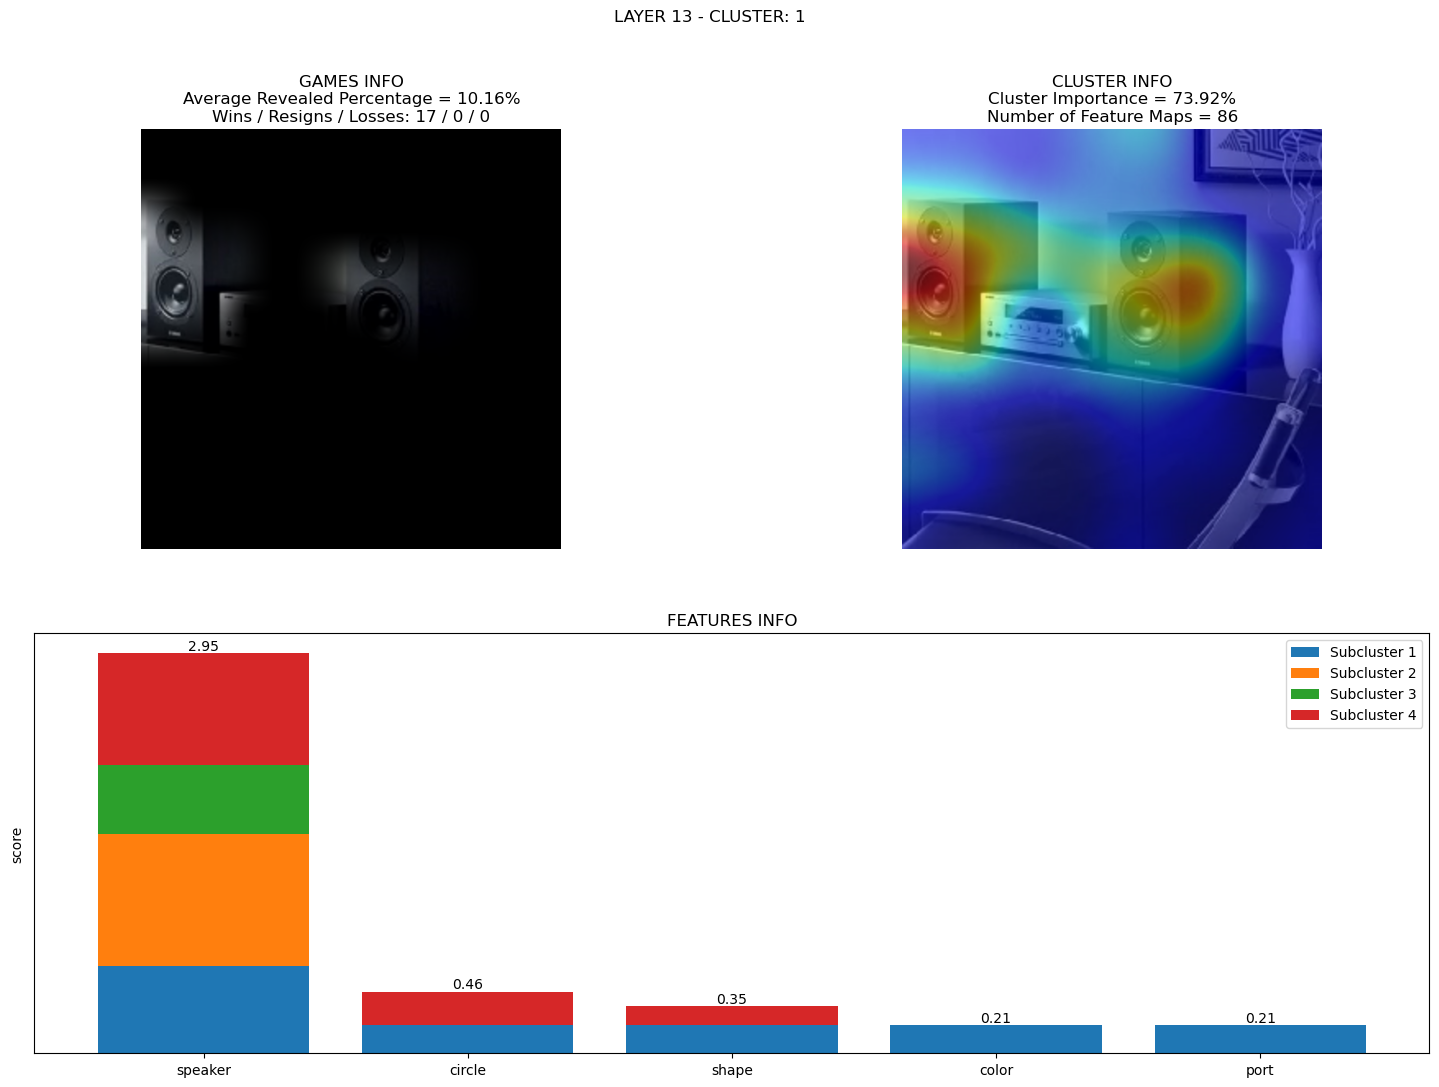 LAYER 13 - CLUSTER: 1
GAMES INFO
Average Revealed Percentage = 10.16%
Wins / Resigns / Losses: 17 / 0 / 0
CLUSTER INFO
Cluster Importance = 73.92%
Number of Feature Maps = 86
FEATURES INFO
2.95
0.46
0.35
0.21
0.21
Subcluster 1
Subcluster 2
Subcluster 3
Subcluster 4
score
speaker
circle
shape
color
port